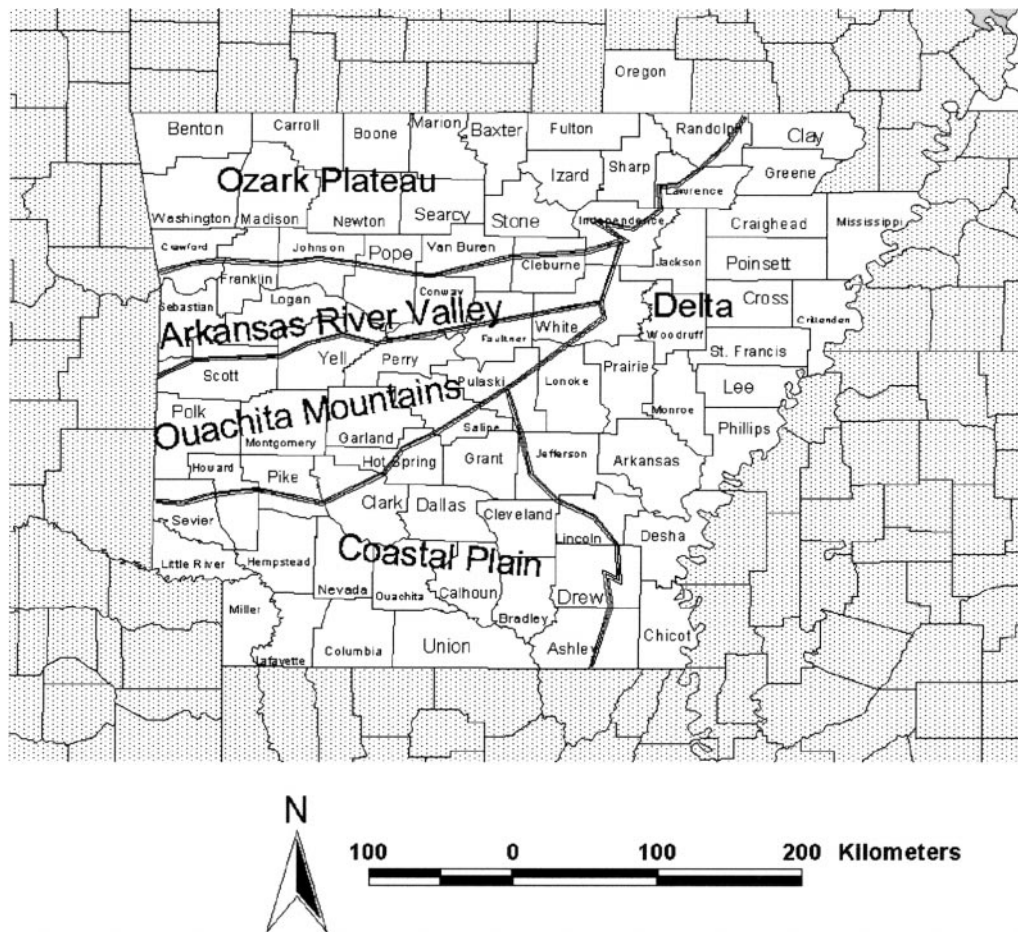 Oregon
Benton
Carroll
Boone
Marion
Baxter
Fulton
Randolph
Clay
Ozark Plateau
Izard
Sharp
Lawrence
Greene
Washington
Madison
Newton
Searcy
Stone
Independence
Craighead
Mississippi
Crawford
Johnson
Pope
Van Buren
Cleburne
Jackson
Poinsett
Franklin
Sebastian
Logan
Conway
Arkansas River Valley
White
Delta
Cross
Crittenden
Woodruff
Faulkner
St. Francis
Scott
Yell
Perry
Prairie
Pulaski
Lonoke
Lee
Polk
Ouachita Mountains
Monroe
Phillips
Montgomery
Garland
Saline
Howard
Pike
Hot Spring
Grant
Jefferson
Arkansas
Sevier
Clark
Dallas
Cleveland
Lincoln
Desha
Coastal Plain
Little River
Hempstead
Nevada
Ouachita
Calhoun
Drew
Miller
Bradley
Lafayette
Columbia
Union
Ashley
Chicot
N
100 0 100 200 Kilometers